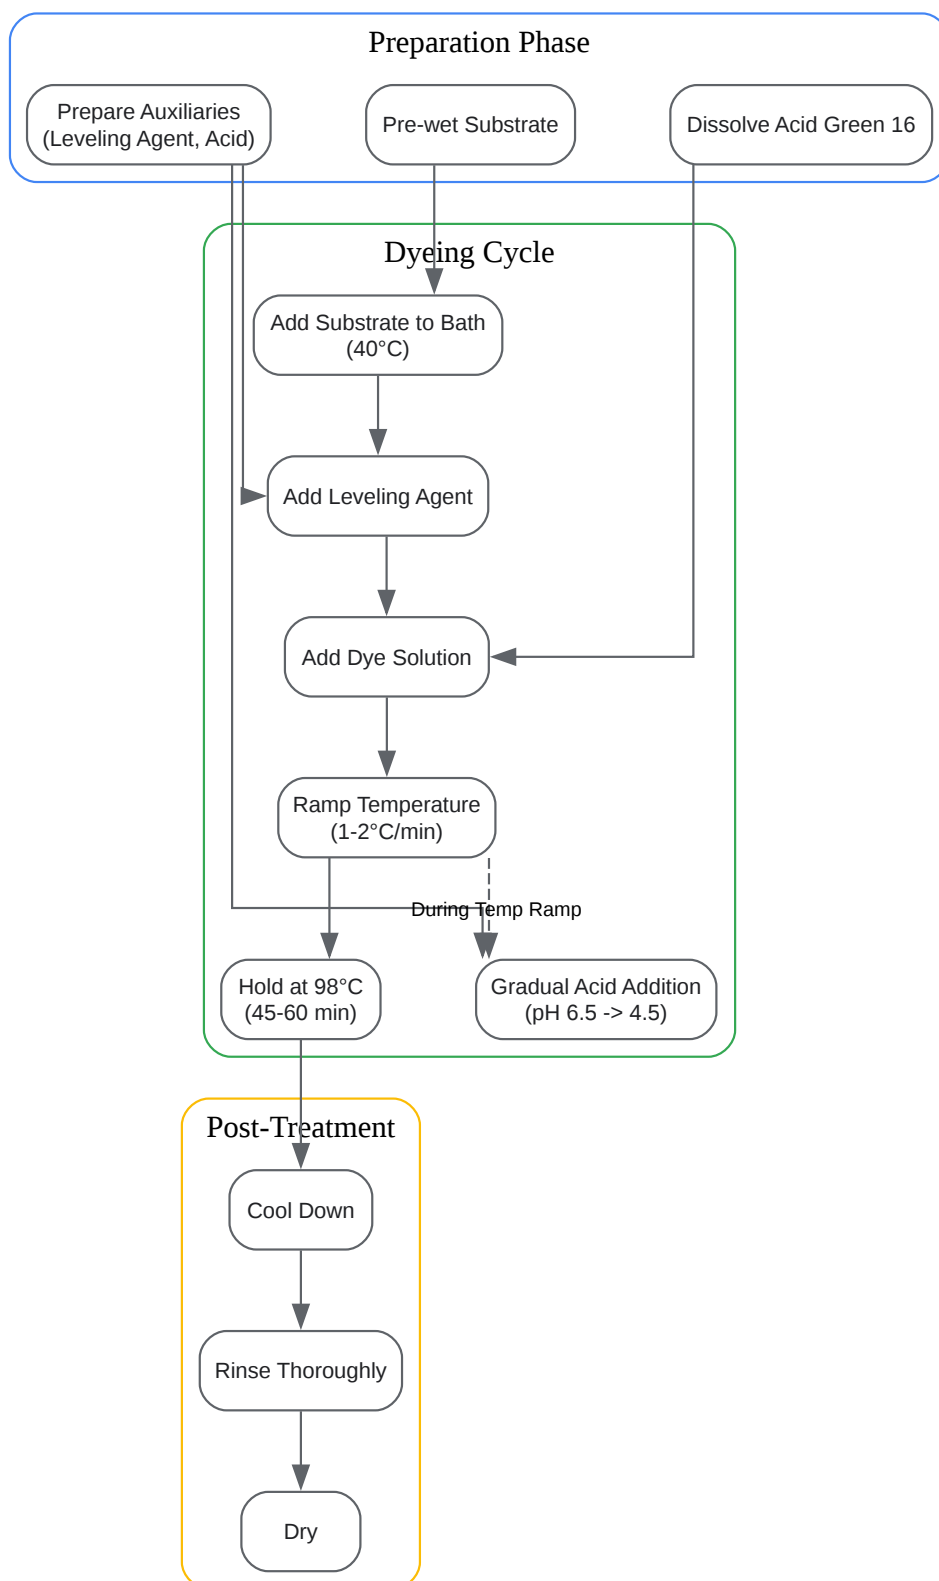 Preparation Phase
Prepare Auxiliaries
(Leveling Agent, Acid)
Pre-wet Substrate
Dissolve Acid Green 16
Dyeing Cycle
Add Substrate to Bath
(40°C)
Add Leveling Agent
Add Dye Solution
Ramp Temperature
(1-2°C/min)
During Temp Ramp
Hold at 98°C
(45-60 min)
Gradual Acid Addition
(pH 6.5 -> 4.5)
Post-Treatment
Cool Down
Rinse Thoroughly
Dry